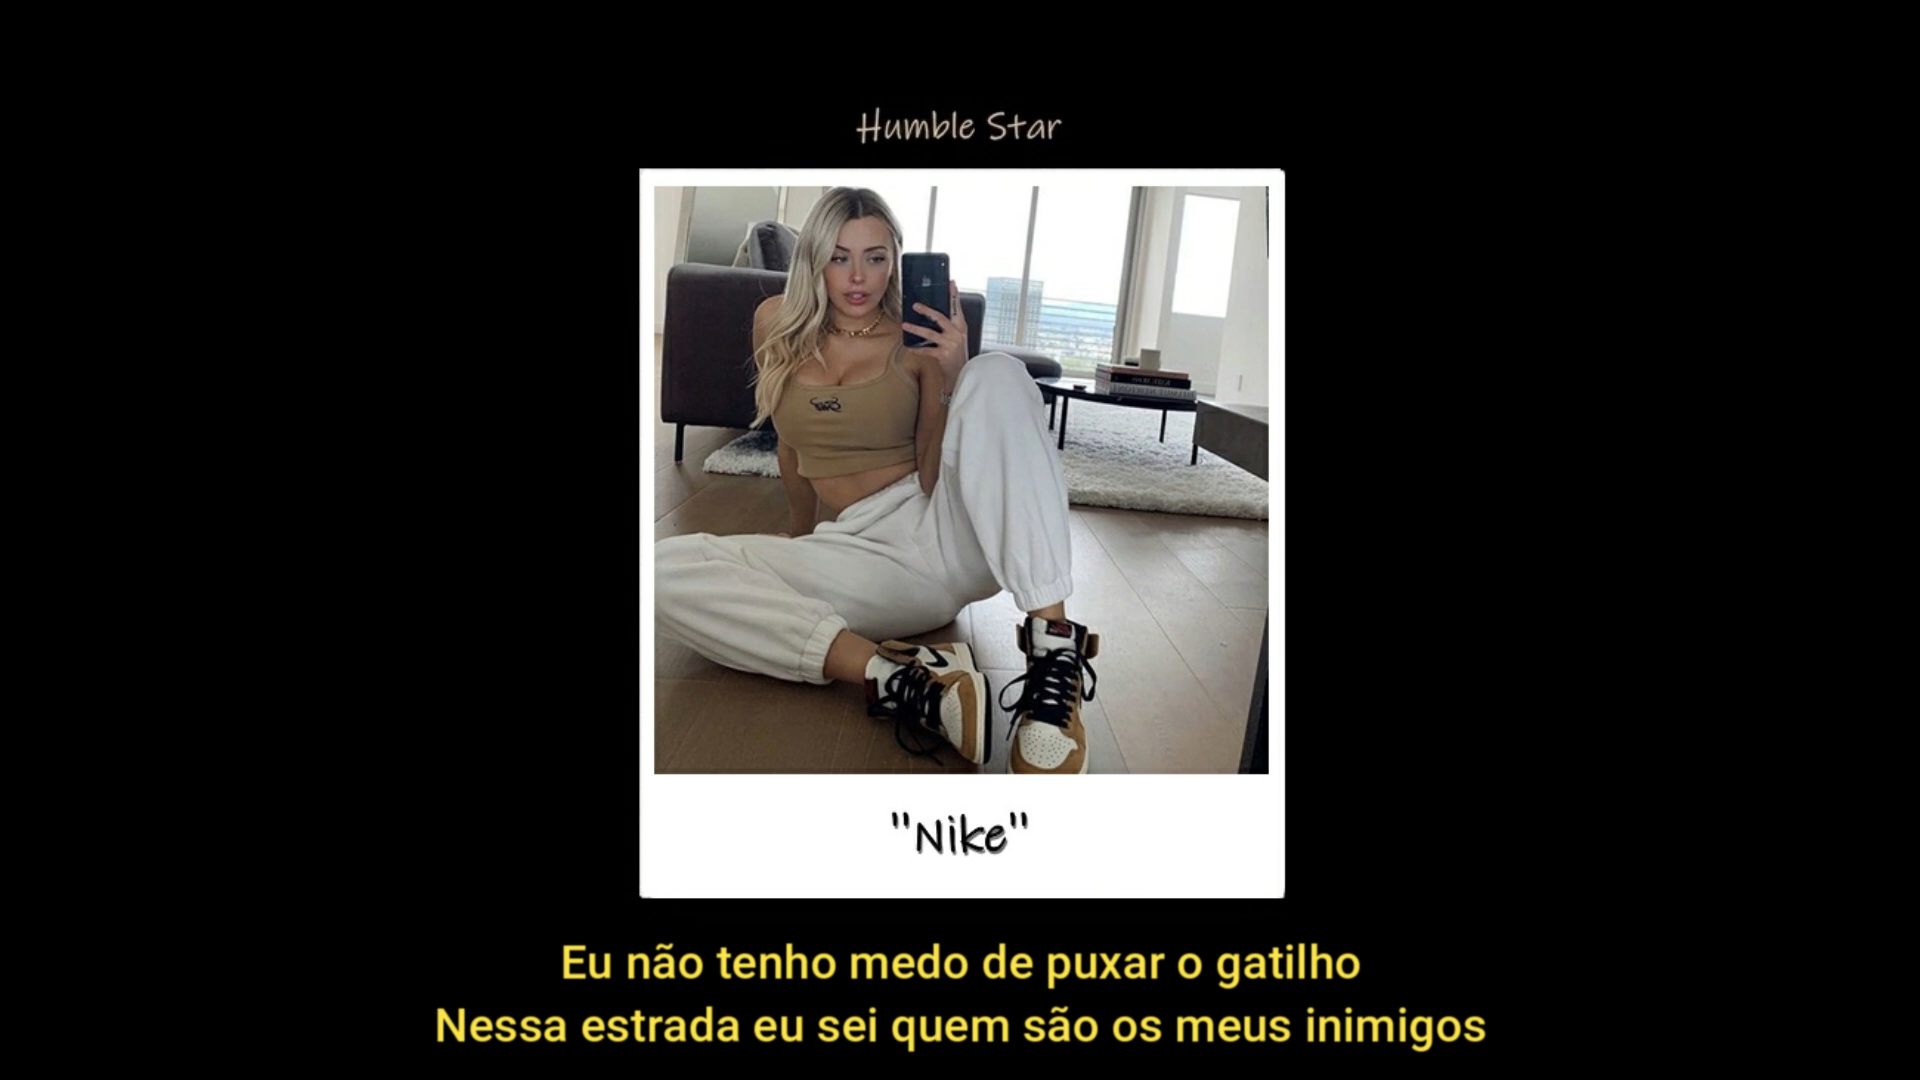 Humble Star
"Nike"
Eu não tenho medo de puxar o gatilho
Nessa estrada eu sei quem são os meus inimigos